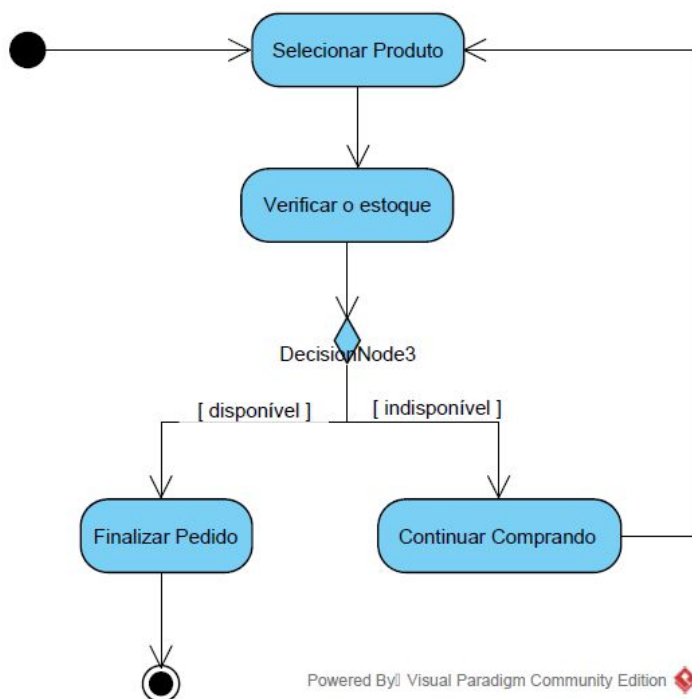 Selecionar Produto
Verificar o estoque
DecisionNode3
[ disponível ]
[ indisponível ]
Finalizar Pedido
Continuar Comprando
Powered By Visual Paradigm Community Edition